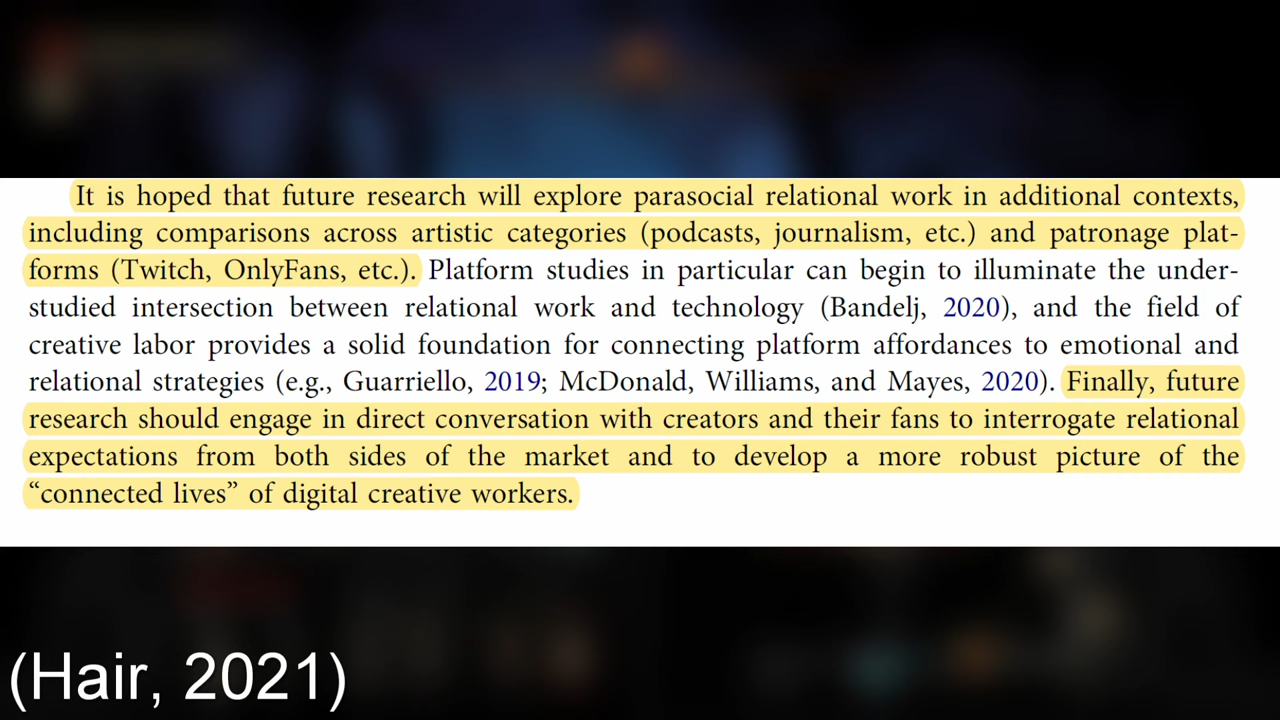 It is hoped that future research will explore parasocial relational work in additional contexts,
including comparisons across artistic categories (podcasts, journalism, etc.) and patronage plat-
forms (Twitch, OnlyFans, etc.). Platform studies in particular can begin to illuminate the under-
studied intersection between relational work and technology (Bandelj, 2020), and the field of
creative labor provides a solid foundation for connecting platform affordances to emotional and
relational strategies (e.g., Guarriello, 2019; McDonald, Williams, and Mayes, 2020). Finally, future
research should engage in direct conversation with creators and their fans to interrogate relational
expectations from both sides of the market and to develop a more robust picture of the
“connected lives” of digital creative workers.
(Hair, 2021)